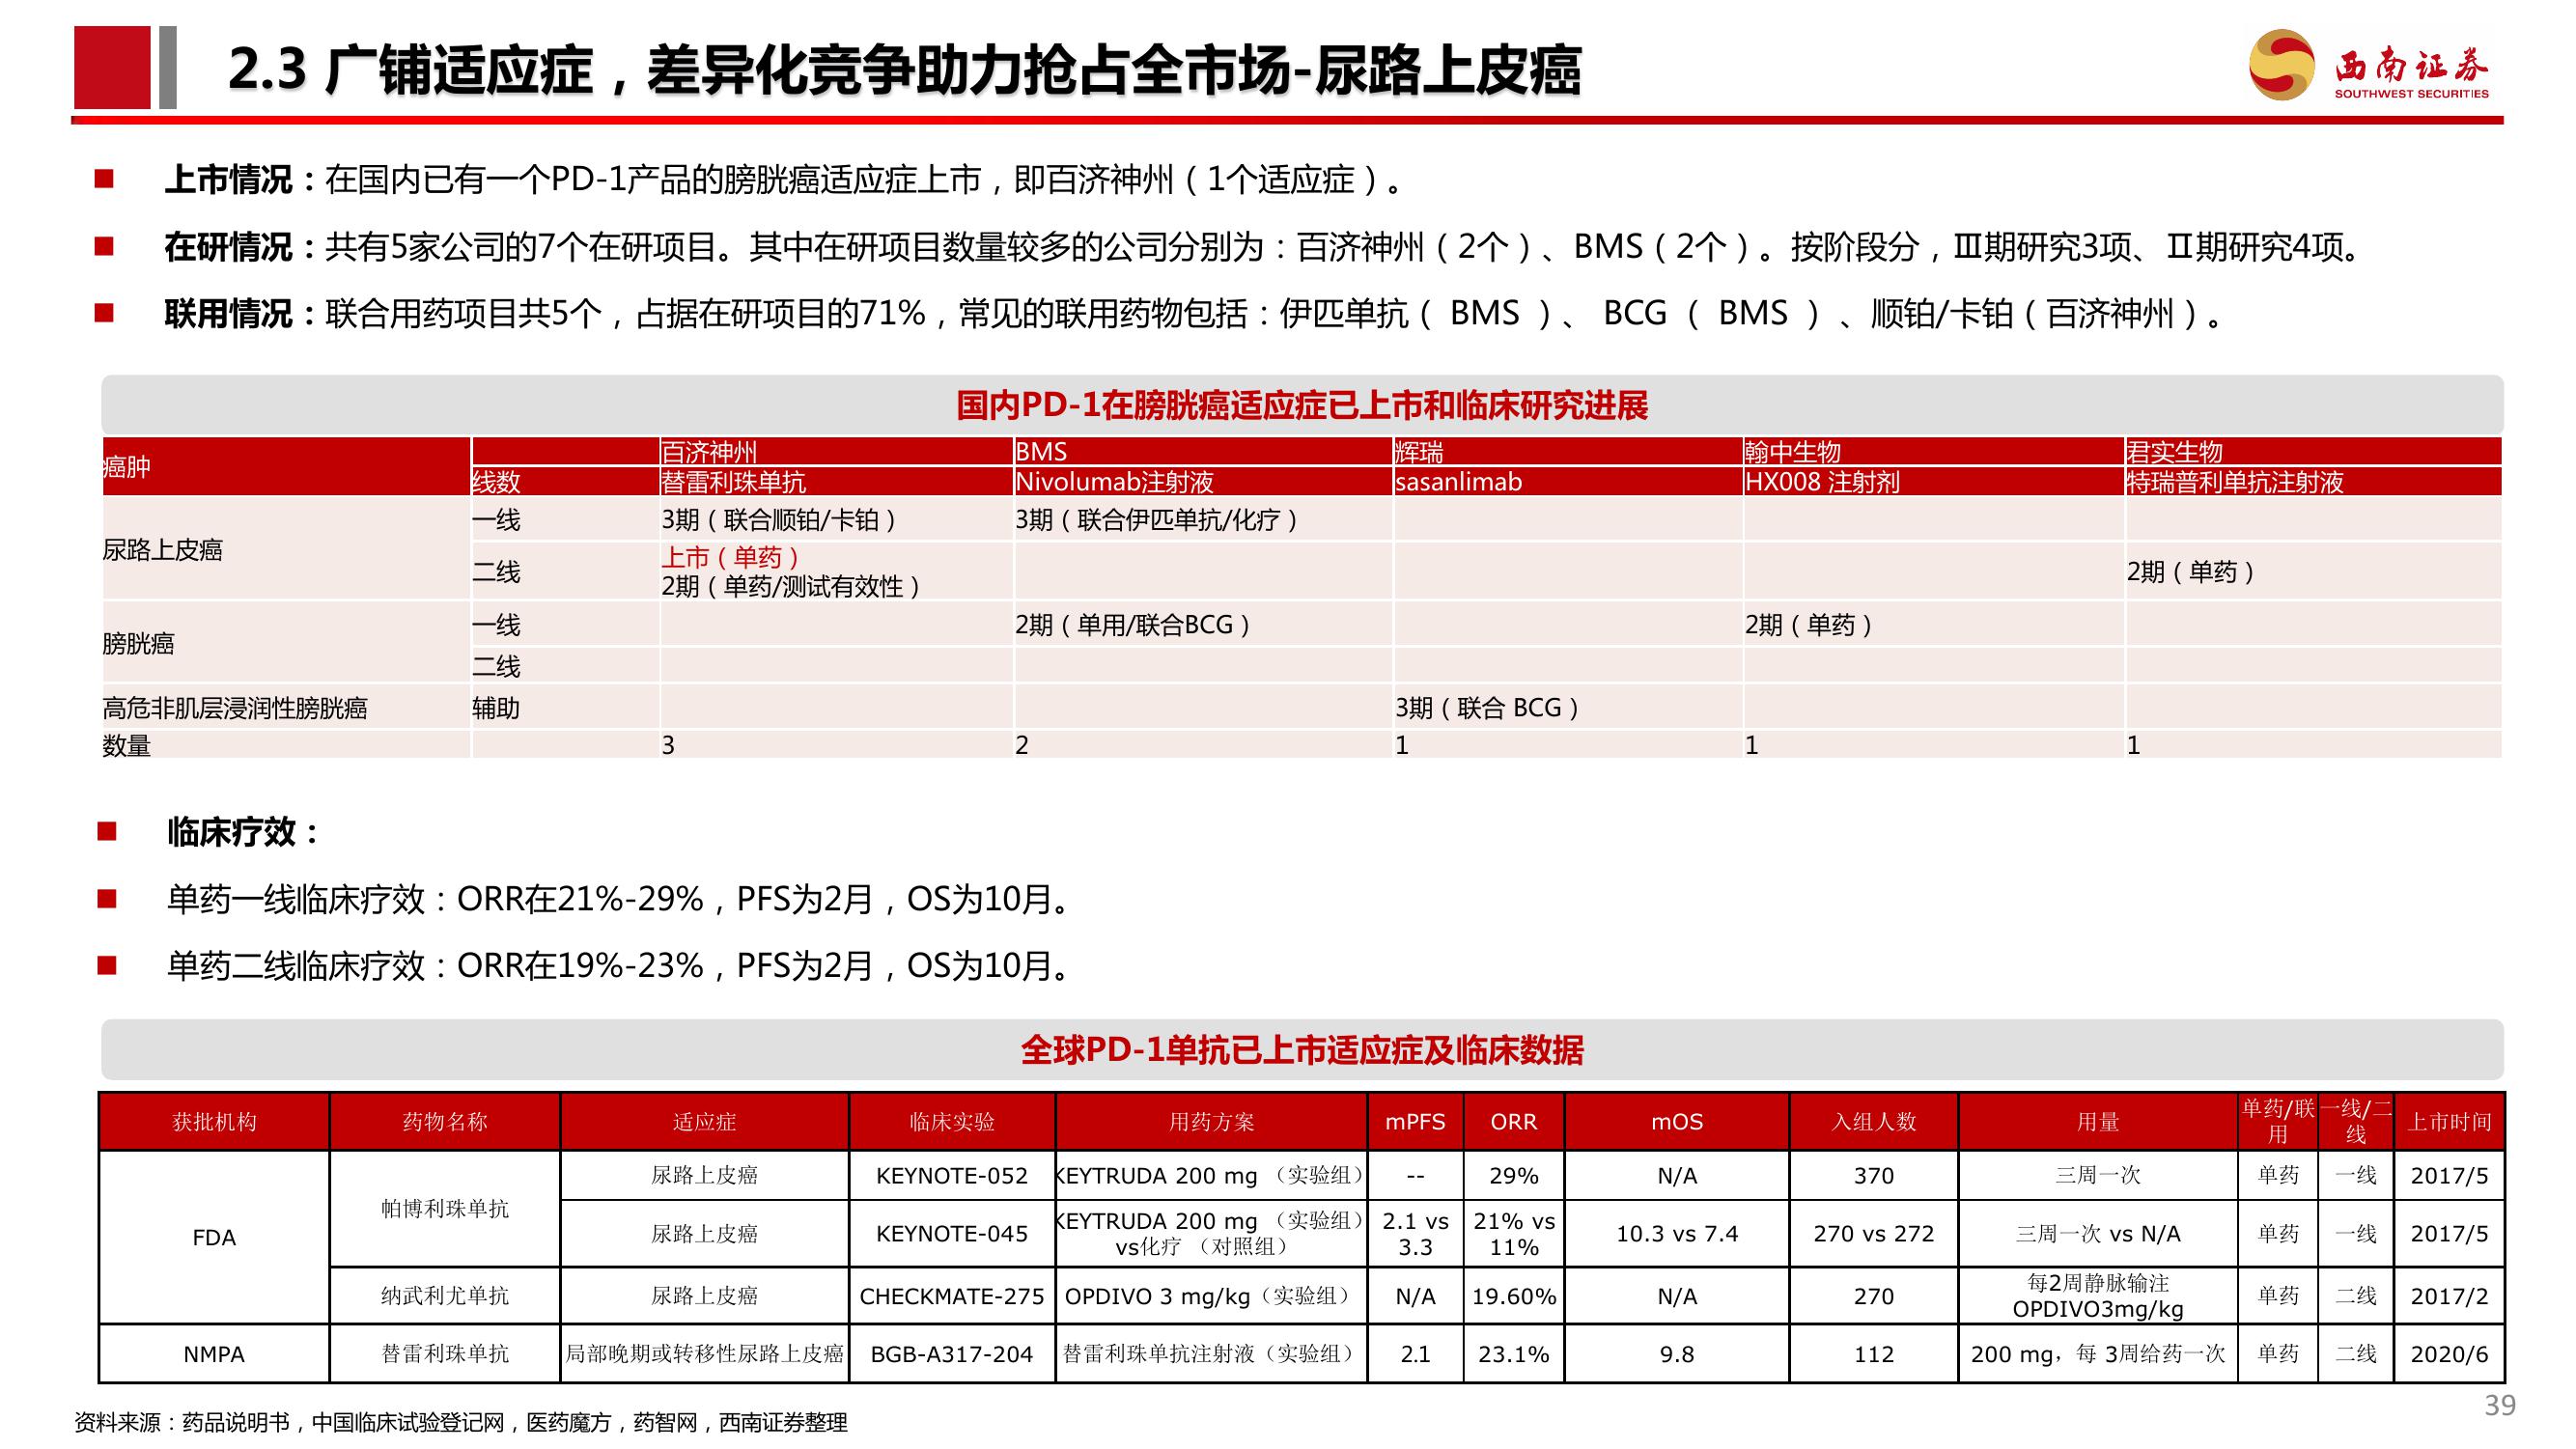 2.3 广铺适应症，差异化竞争助力抢占全市场-尿路上皮癌
西南证券
SOUTHWEST SECURITIES
上市情况：在国内已有一个PD-1产品的膀胱癌适应症上市，即百济神州（1个适应症）。
在研情况：共有5家公司的7个在研项目。其中在研项目数量较多的公司分别为：百济神州（2个）、BMS（2个）。按阶段分，Ⅲ期研究3项、Ⅱ期研究4项。
联用情况：联合用药项目共5个，占据在研项目的71%，常见的联用药物包括：伊匹单抗（ BMS ）、 BCG （ BMS ） 、顺铂/卡铂（百济神州）。
国内PD-1在膀胱癌适应症已上市和临床研究进展
癌肿 百济神州 BMS 辉瑞 翰中生物 君实生物
线数 替雷利珠单抗 Nivolumab注射液 sasanlimab HX008 注射剂 特瑞普利单抗注射液
尿路上皮癌 一线 3期（联合顺铂/卡铂） 3期（联合伊匹单抗/化疗）
二线 上市（单药）
2期（单药/测试有效性） 2期（单药）
膀胱癌 一线 2期（单用/联合BCG） 2期（单药）
二线
高危非肌层浸润性膀胱癌 辅助 3期（联合 BCG）
数量 3 2 1 1 1
临床疗效：
单药一线临床疗效：ORR在21%-29%，PFS为2月，OS为10月。
单药二线临床疗效：ORR在19%-23%，PFS为2月，OS为10月。
全球PD-1单抗已上市适应症及临床数据
获批机构 药物名称 适应症 临床实验 用药方案 mPFS ORR mOS 入组人数 用量 单药/联用 一线/二线 上市时间
FDA 帕博利珠单抗 尿路上皮癌 KEYNOTE-052 KEYTRUDA 200 mg （实验组） -- 29% N/A 370 三周一次 单药 一线 2017/5
尿路上皮癌 KEYNOTE-045 KEYTRUDA 200 mg （实验组）vs化疗 （对照组） 2.1 vs 3.3 21% vs 11% 10.3 vs 7.4 270 vs 272 三周一次 vs N/A 单药 一线 2017/5
纳武利尤单抗 尿路上皮癌 CHECKMATE-275 OPDIVO 3 mg/kg（实验组） N/A 19.60% N/A 270 每2周静脉输注OPDIVO3mg/kg 单药 二线 2017/2
NMPA 替雷利珠单抗 局部晚期或转移性尿路上皮癌 BGB-A317-204 替雷利珠单抗注射液（实验组） 2.1 23.1% 9.8 112 200 mg，每 3周给药一次 单药 二线 2020/6
资料来源：药品说明书，中国临床试验登记网，医药魔方，药智网，西南证券整理
39